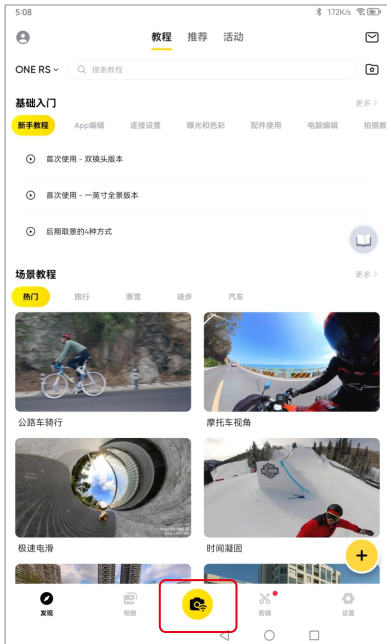 5:08
172K/s
教程 推荐 活动
ONE RS
搜索教程
基础入门
更多 >
新手教程 App编辑 连接设置 曝光和色彩 配件使用 电脑编辑 拍摄教
首次使用 - 双镜头版本
首次使用 - 一英寸全景版本
后期取景的4种方式
场景教程
更多 >
热门 旅行 滑雪 徒步 汽车
公路车骑行
摩托车视角
极速电滑
时间凝固
发现 相册 剪辑 设置